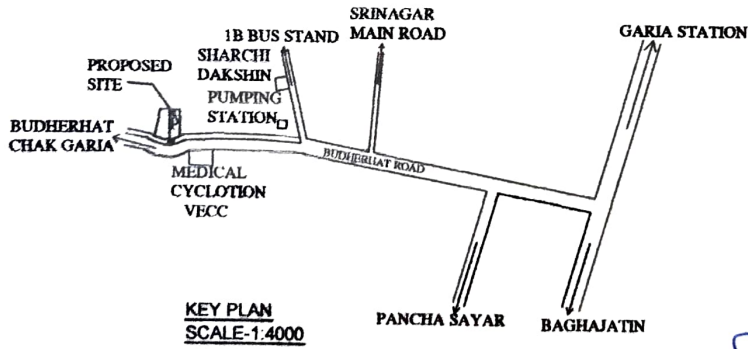 SRINAGAR
MAIN ROAD
1B BUS STAND
GARIA STATION
SHARCHI
DAKSHIN
PROPOSED
SITE
PUMPING
STATION
BUDHERHAT
CHAK GARIA
BUDHERHAT ROAD
MEDICAL
CYCLOTION
VECC
KEY PLAN
SCALE-1:4000
PANCHA SAYAR
BAGHAJATIN